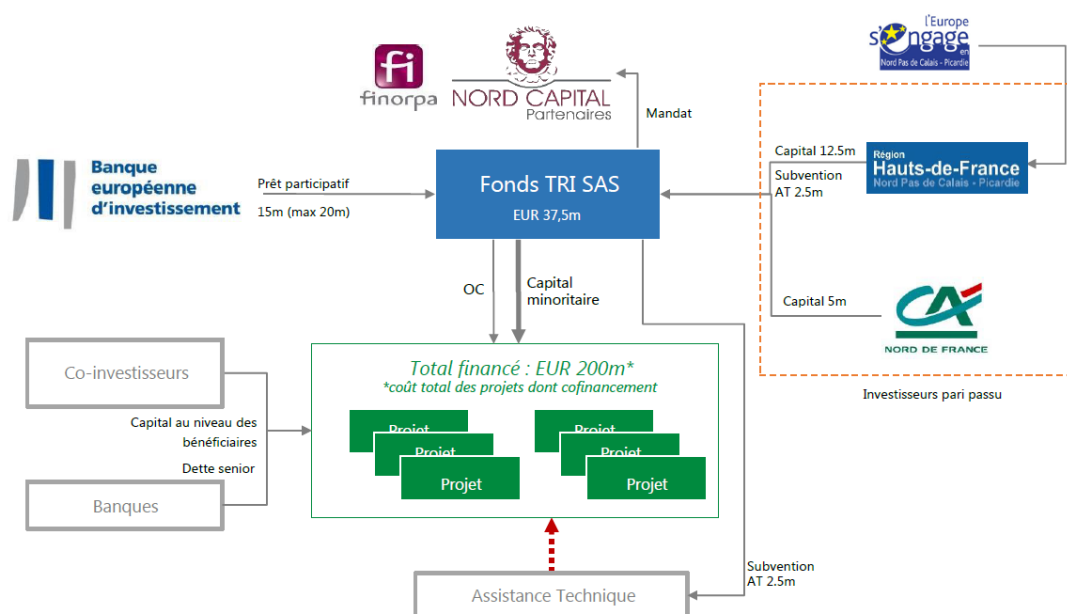 l'Europe
s'engage
en
Nord Pas de Calais - Picardie
fi
finorpa
NORD CAPITAL
Partenaires
Mandat
Banque
européenne
d'investissement
Prêt participatif
15m (max 20m)
Fonds TRI SAS
EUR 37,5m
Capital 12.5m
Subvention
AT 2.5m
Région
Hauts-de-France
Nord Pas de Calais - Picardie
OC
Capital
minoritaire
Capital 5m
CA
NORD DE FRANCE
Investisseurs pari passu
Co-investisseurs
Capital au niveau des
bénéficiaires
Dette senior
Banques
Total financé : EUR 200m*
*coût total des projets dont cofinancement
Projet
Projet
Projet
Projet
Projet
Projet
Subvention
AT 2.5m
Assistance Technique